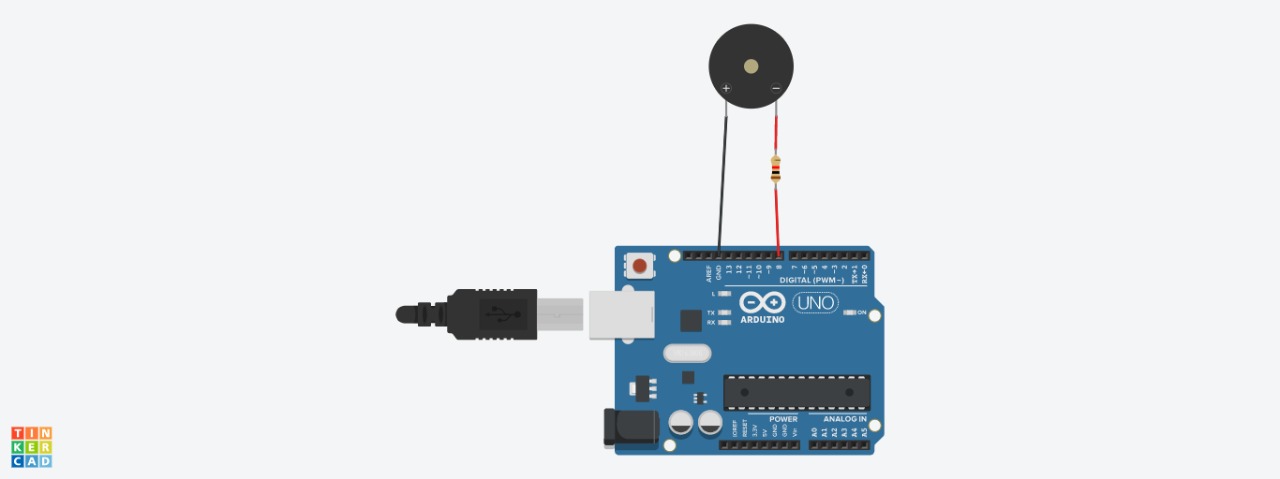 + −
AREF
GND
13
12
~11
~10
~9
8
7
~6
~5
4
~3
2
TX→1
RX←0
DIGITAL (PWM~)
L
TX
RX
UNO
ON
ARDUINO
POWER
ANALOG IN
IOREF
RESET
3.3V
5V
GND
GND
Vin
A0
A1
A2
A3
A4
A5
TIN
KER
CAD